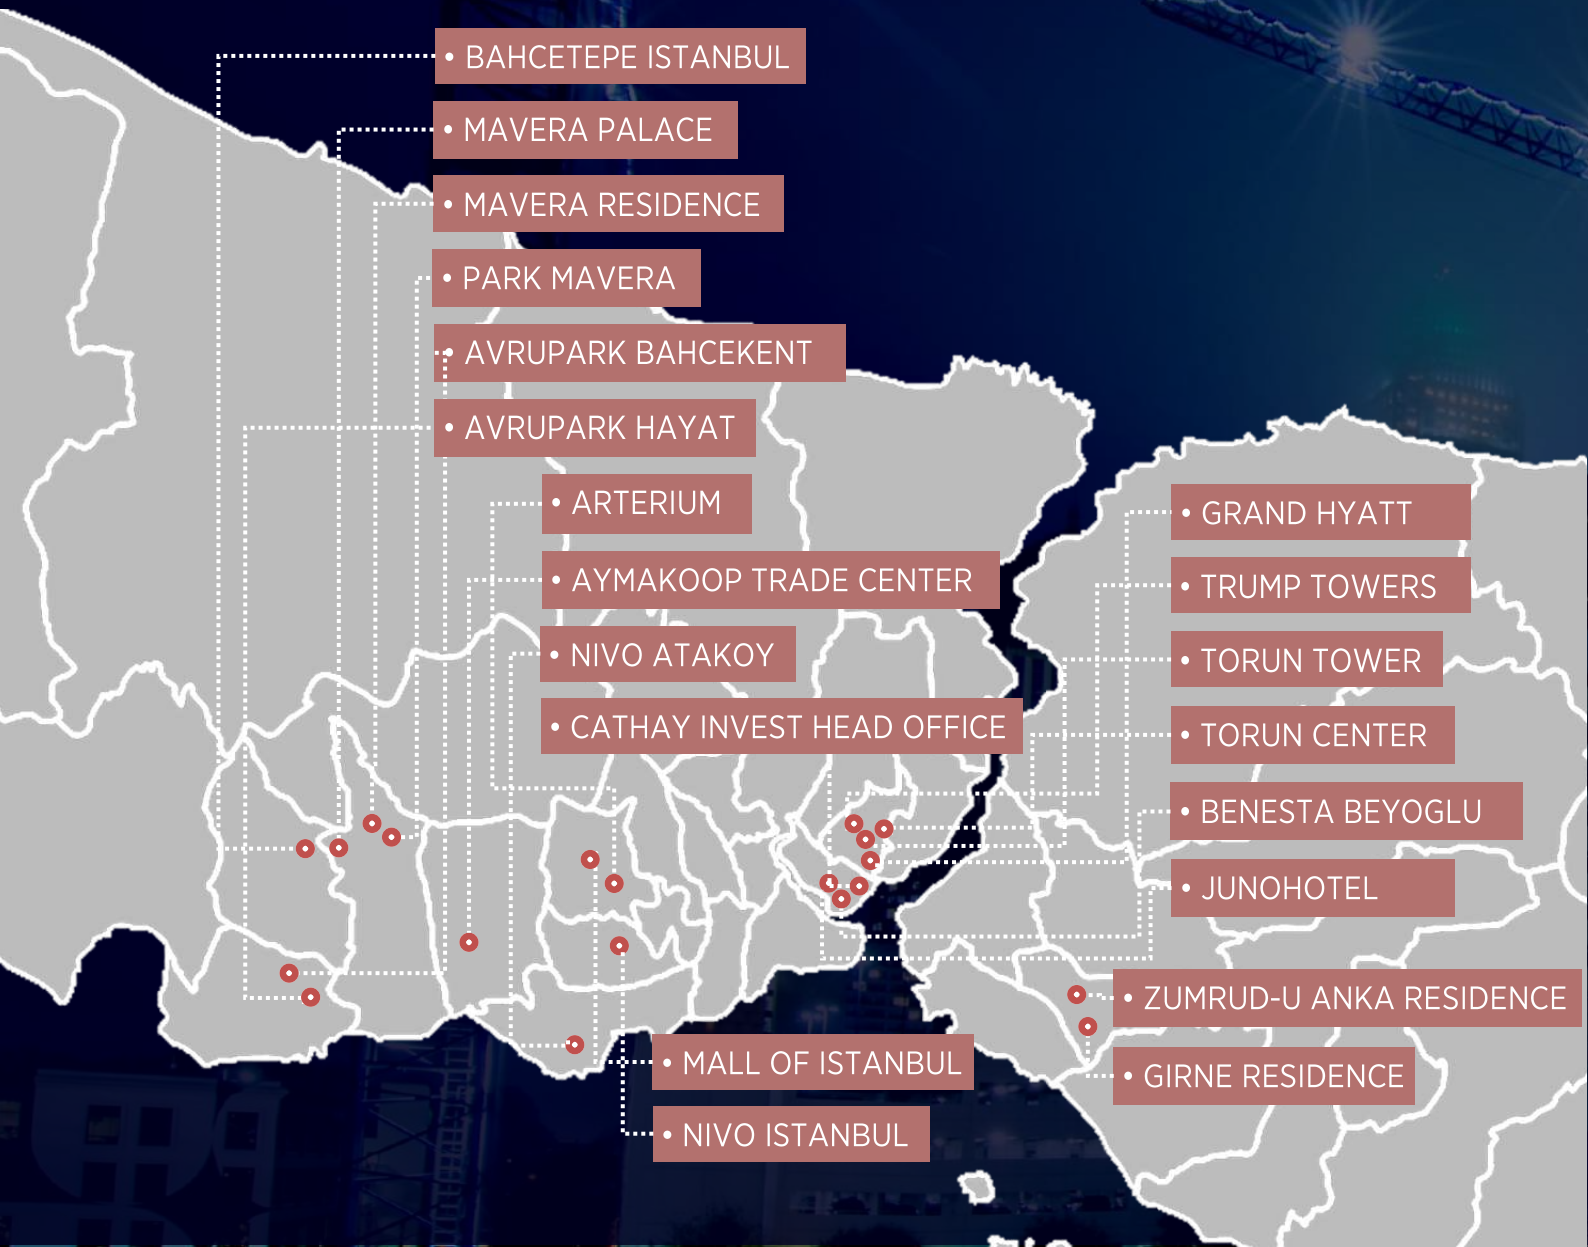 • BAHCETEPE ISTANBUL
• MAVERA PALACE
• MAVERA RESIDENCE
• PARK MAVERA
• AVRUPARK BAHCEKENT
• AVRUPARK HAYAT
• ARTERIUM
• AYMAKOOP TRADE CENTER
• NIVO ATAKOY
• CATHAY INVEST HEAD OFFICE
• GRAND HYATT
• TRUMP TOWERS
• TORUN TOWER
• TORUN CENTER
• BENESTA BEYOGLU
• JUNOHOTEL
• ZUMRUD-U ANKA RESIDENCE
• GIRNE RESIDENCE
• MALL OF ISTANBUL
• NIVO ISTANBUL